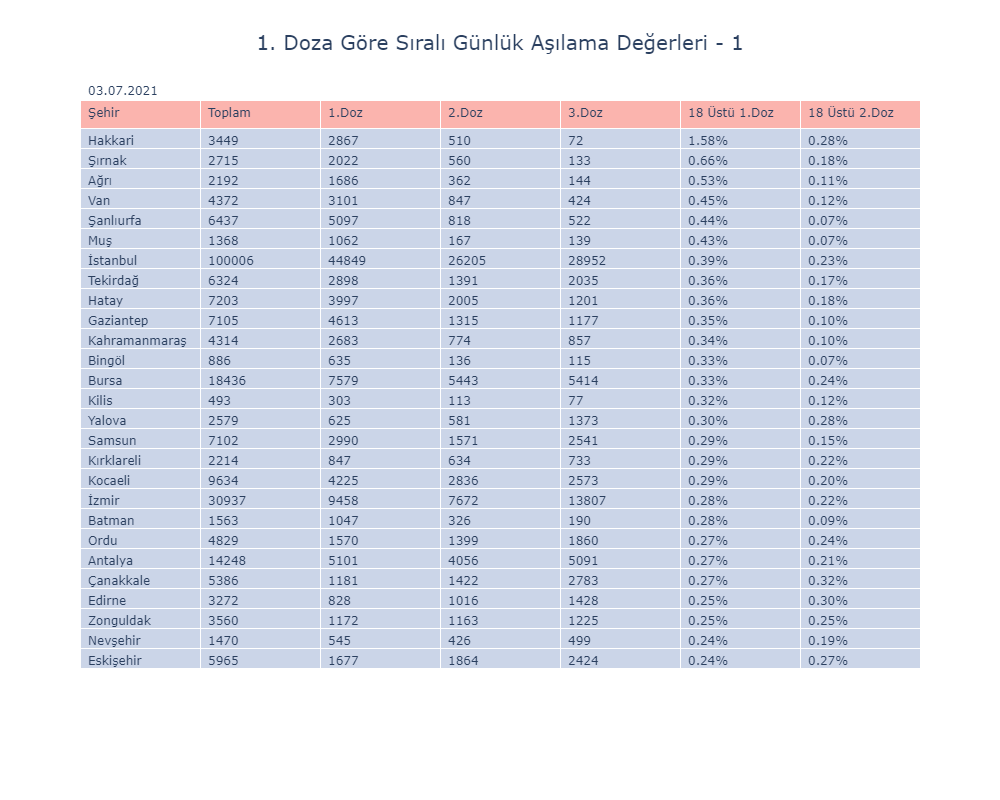 1. Doza Göre Sıralı Günlük Aşılama Değerleri - 1
03.07.2021
Şehir Toplam 1.Doz 2.Doz 3.Doz 18 Üstü 1.Doz 18 Üstü 2.Doz
Hakkari 3449 2867 510 72 1.58% 0.28%
Şırnak 2715 2022 560 133 0.66% 0.18%
Ağrı 2192 1686 362 144 0.53% 0.11%
Van 4372 3101 847 424 0.45% 0.12%
Şanlıurfa 6437 5097 818 522 0.44% 0.07%
Muş 1368 1062 167 139 0.43% 0.07%
İstanbul 100006 44849 26205 28952 0.39% 0.23%
Tekirdağ 6324 2898 1391 2035 0.36% 0.17%
Hatay 7203 3997 2005 1201 0.36% 0.18%
Gaziantep 7105 4613 1315 1177 0.35% 0.10%
Kahramanmaraş 4314 2683 774 857 0.34% 0.10%
Bingöl 886 635 136 115 0.33% 0.07%
Bursa 18436 7579 5443 5414 0.33% 0.24%
Kilis 493 303 113 77 0.32% 0.12%
Yalova 2579 625 581 1373 0.30% 0.28%
Samsun 7102 2990 1571 2541 0.29% 0.15%
Kırklareli 2214 847 634 733 0.29% 0.22%
Kocaeli 9634 4225 2836 2573 0.29% 0.20%
İzmir 30937 9458 7672 13807 0.28% 0.22%
Batman 1563 1047 326 190 0.28% 0.09%
Ordu 4829 1570 1399 1860 0.27% 0.24%
Antalya 14248 5101 4056 5091 0.27% 0.21%
Çanakkale 5386 1181 1422 2783 0.27% 0.32%
Edirne 3272 828 1016 1428 0.25% 0.30%
Zonguldak 3560 1172 1163 1225 0.25% 0.25%
Nevşehir 1470 545 426 499 0.24% 0.19%
Eskişehir 5965 1677 1864 2424 0.24% 0.27%